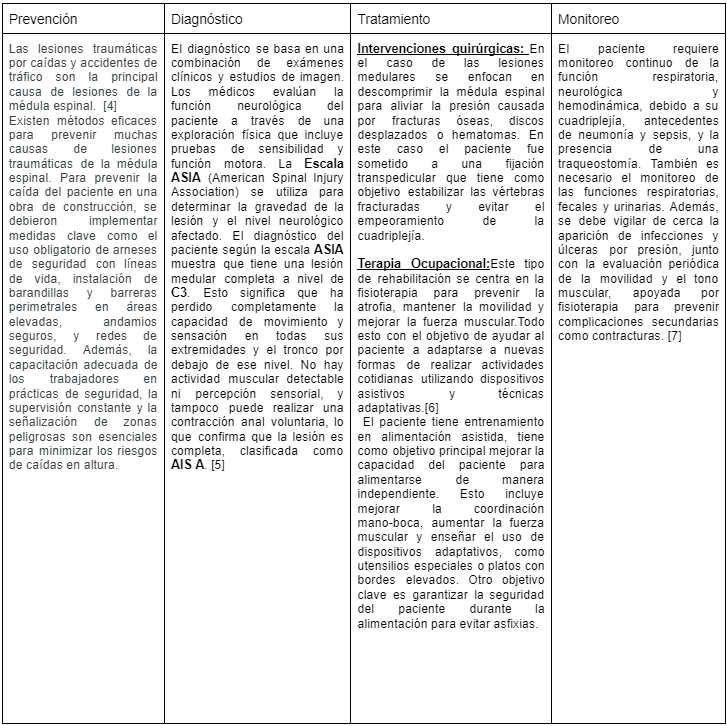 Prevención
Las lesiones traumáticas
por caídas y accidentes de
tráfico son la principal
causa de lesiones de la
médula espinal. [4]
Existen métodos eficaces
para prevenir muchas
causas de lesiones
traumáticas de la médula
espinal. Para prevenir la
caída del paciente en una
obra de construcción, se
debieron implementar
medidas clave como el
uso obligatorio de arneses
de seguridad con líneas
de vida, instalación de
barandillas y barreras
perimetrales en áreas
elevadas, andamios
seguros, y redes de
seguridad. Además, la
capacitación adecuada de
los trabajadores en
prácticas de seguridad, la
supervisión constante y la
señalización de zonas
peligrosas son esenciales
para minimizar los riesgos
de caídas en altura.
Diagnóstico
El diagnóstico se basa en una
combinación de exámenes
clínicos y estudios de imagen.
Los médicos evalúan la
función neurológica del
paciente a través de una
exploración física que incluye
pruebas de sensibilidad y
función motora. La Escala
ASIA (American Spinal Injury
Association) se utiliza para
determinar la gravedad de la
lesión y el nivel neurológico
afectado. El diagnóstico del
paciente según la escala ASIA
muestra que tiene una lesión
medular completa a nivel de
C3. Esto significa que ha
perdido completamente la
capacidad de movimiento y
sensación en todas sus
extremidades y el tronco por
debajo de ese nivel. No hay
actividad muscular detectable
ni percepción sensorial, y
tampoco puede realizar una
contracción anal voluntaria, lo
que confirma que la lesión es
completa, clasificada como
AIS A. [5]
Tratamiento
Intervenciones quirúrgicas: En
el caso de las lesiones
medulares se enfocan en
descomprimir la médula espinal
para aliviar la presión causada
por fracturas óseas, discos
desplazados o hematomas. En
este caso el paciente fue
sometido a una fijación
transpedicular que tiene como
objetivo estabilizar las vértebras
fracturadas y evitar el
empeoramiento de la
cuadriplejía.
Terapia Ocupacional:Este tipo
de rehabilitación se centra en la
fisioterapia para prevenir la
atrofia, mantener la movilidad y
mejorar la fuerza muscular.Todo
esto con el objetivo de ayudar al
paciente a adaptarse a nuevas
formas de realizar actividades
cotidianas utilizando dispositivos
asistivos y técnicas
adaptativas.[6]
El paciente tiene entrenamiento
en alimentación asistida, tiene
como objetivo principal mejorar la
capacidad del paciente para
alimentarse de manera
independiente. Esto incluye
mejorar la coordinación
mano-boca, aumentar la fuerza
muscular y enseñar el uso de
dispositivos adaptativos, como
utensilios especiales o platos con
bordes elevados. Otro objetivo
clave es garantizar la seguridad
del paciente durante la
alimentación para evitar asfixias.
Monitoreo
El paciente requiere
monitoreo continuo de la
función respiratoria,
neurológica y
hemodinámica, debido a su
cuadriplejía, antecedentes
de neumonía y sepsis, y la
presencia de una
traqueostomía. También es
necesario el monitoreo de
las funciones respiratorias,
fecales y urinarias. Además,
se debe vigilar de cerca la
aparición de infecciones y
úlceras por presión, junto
con la evaluación periódica
de la movilidad y el tono
muscular, apoyada por
fisioterapia para prevenir
complicaciones secundarias
como contracturas. [7]